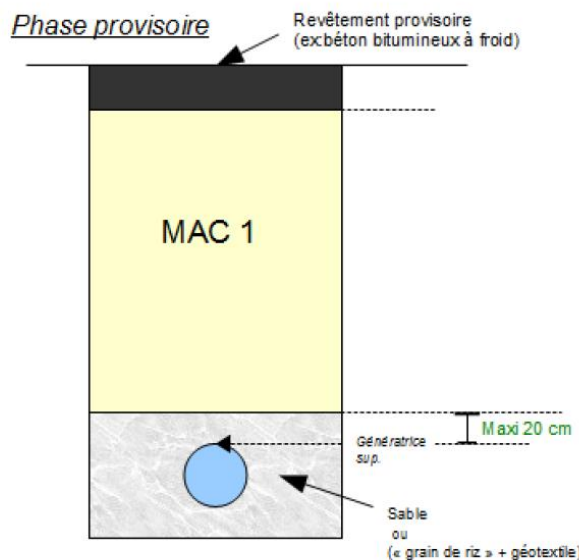 Phase provisoire
Revêtement provisoire
(ex:béton bitumineux à froid)
MAC 1
Maxi 20 cm
Génératrice
sup.
Sable
ou
(« grain de riz » + géotextile)